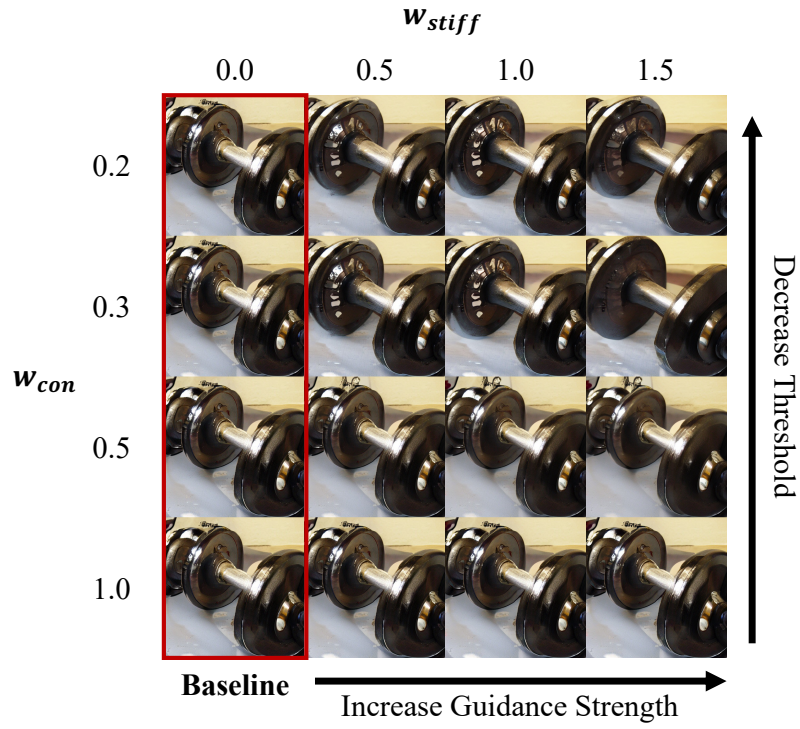 w_stiff
0.0 0.5 1.0 1.5
0.2
0.3
w_con
0.5
1.0
Decrease Threshold
Baseline
Increase Guidance Strength